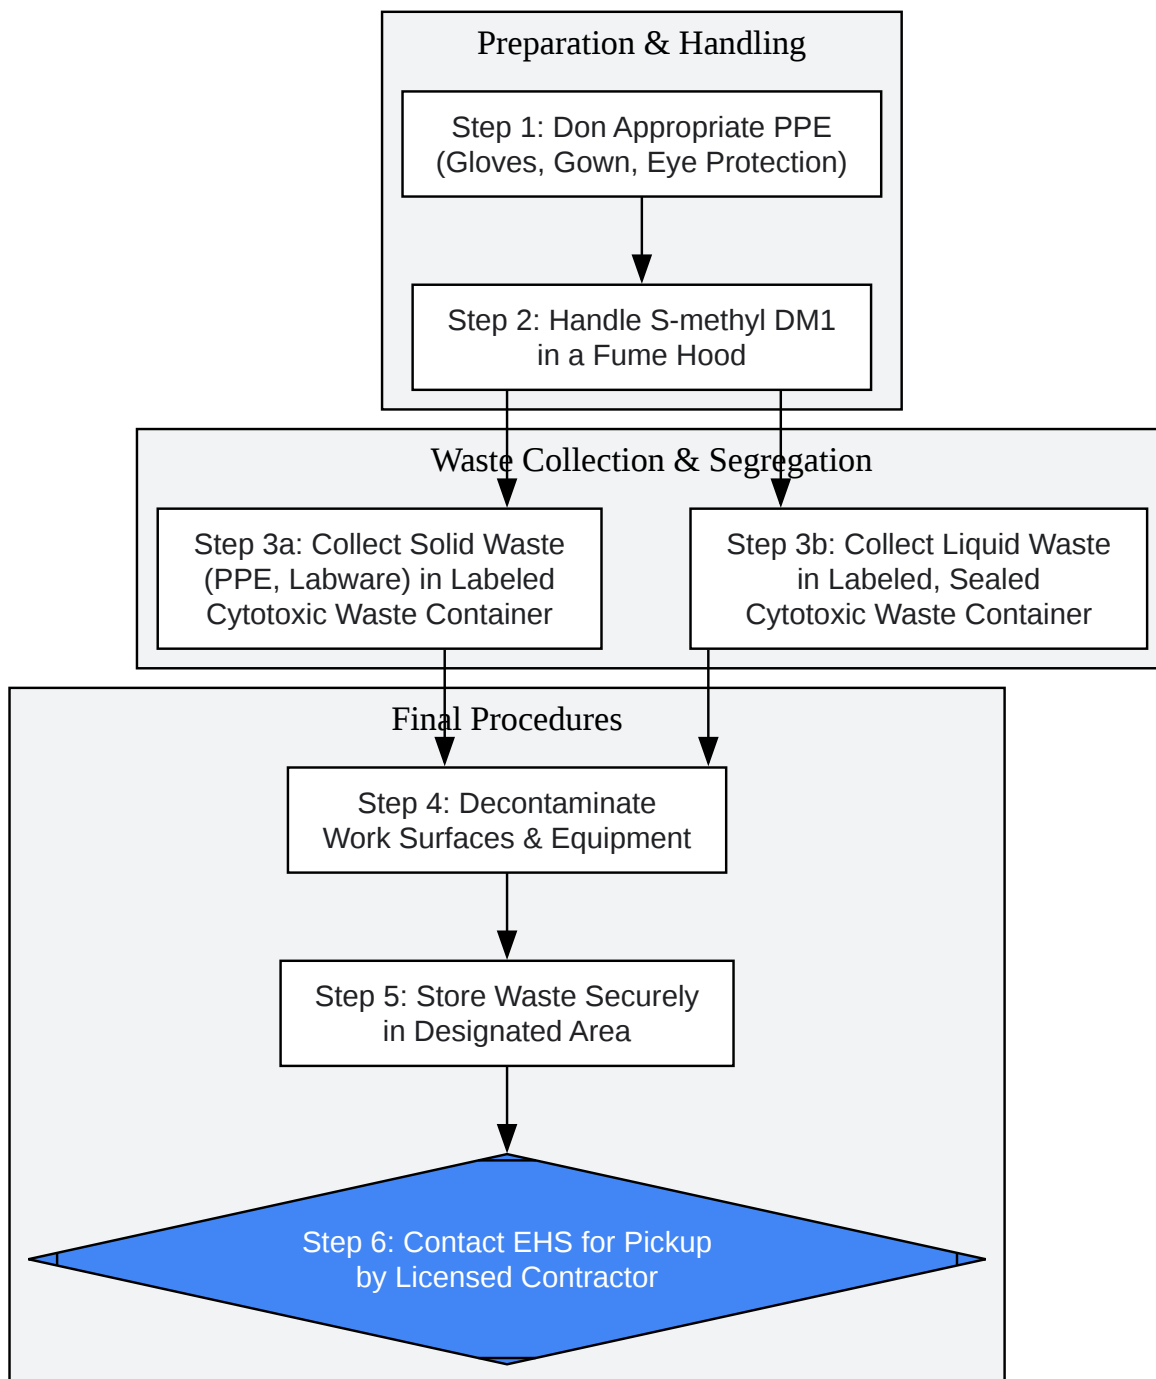 Preparation & Handling
Step 1: Don Appropriate PPE
(Gloves, Gown, Eye Protection)
Step 2: Handle S-methyl DM1
in a Fume Hood
Waste Collection & Segregation
Step 3a: Collect Solid Waste
(PPE, Labware) in Labeled
Cytotoxic Waste Container
Step 3b: Collect Liquid Waste
in Labeled, Sealed
Cytotoxic Waste Container
Final Procedures
Step 4: Decontaminate
Work Surfaces & Equipment
Step 5: Store Waste Securely
in Designated Area
Step 6: Contact EHS for Pickup
by Licensed Contractor